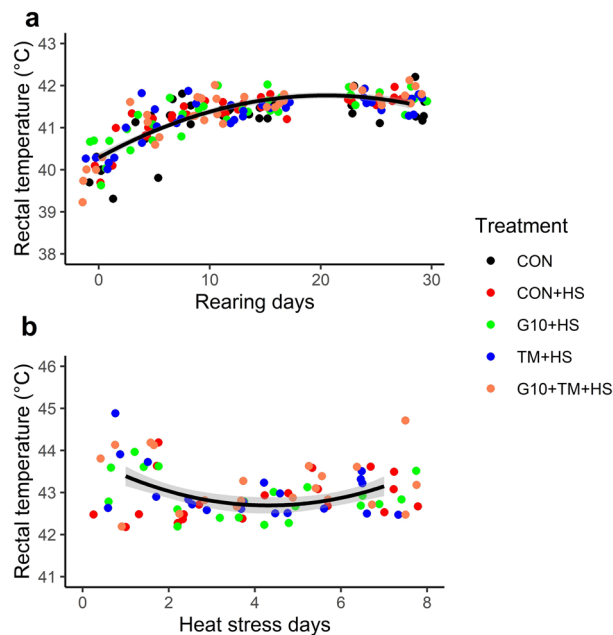 a
Rectal temperature (°C)
43
42
41
40
39
38
0
10
20
30
Rearing days
Treatment
CON
CON+HS
G10+HS
TM+HS
G10+TM+HS
b
Rectal temperature (°C)
46
45
44
43
42
41
0
2
4
6
8
Heat stress days